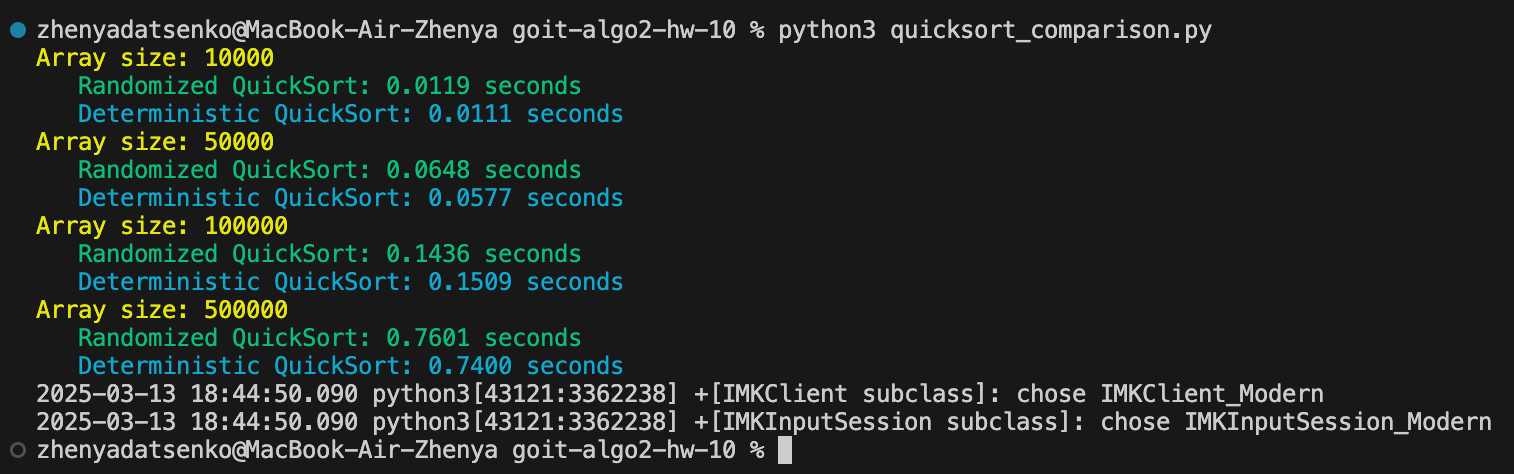 zhenyadatsenko@MacBook-Air-Zhenya goit-algo2-hw-10 % python3 quicksort_comparison.py
Array size: 10000
Randomized QuickSort: 0.0119 seconds
Deterministic QuickSort: 0.0111 seconds
Array size: 50000
Randomized QuickSort: 0.0648 seconds
Deterministic QuickSort: 0.0577 seconds
Array size: 100000
Randomized QuickSort: 0.1436 seconds
Deterministic QuickSort: 0.1509 seconds
Array size: 500000
Randomized QuickSort: 0.7601 seconds
Deterministic QuickSort: 0.7400 seconds
2025-03-13 18:44:50.090 python3[43121:3362238] +[IMKClient subclass]: chose IMKClient_Modern
2025-03-13 18:44:50.090 python3[43121:3362238] +[IMKInputSession subclass]: chose IMKInputSession_Modern
zhenyadatsenko@MacBook-Air-Zhenya goit-algo2-hw-10 %